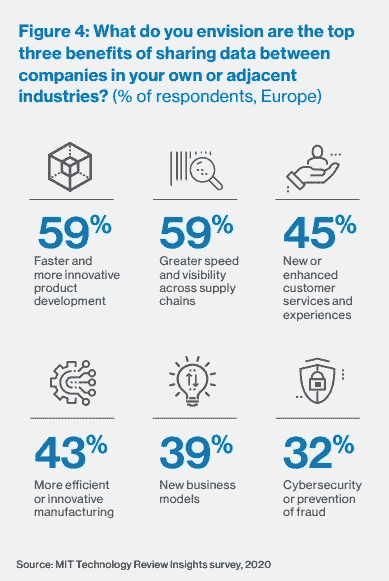 Figure 4: What do you envision are the top
three benefits of sharing data between
companies in your own or adjacent
industries? (% of respondents, Europe)
59%
Faster and
more innovative
product
development
59%
Greater speed
and visibility
across supply
chains
45%
New or
enhanced
customer
services and
experiences
43%
More efficient
or innovative
manufacturing
39%
New business
models
32%
Cybersecurity
or prevention
of fraud
Source: MIT Technology Review Insights survey, 2020